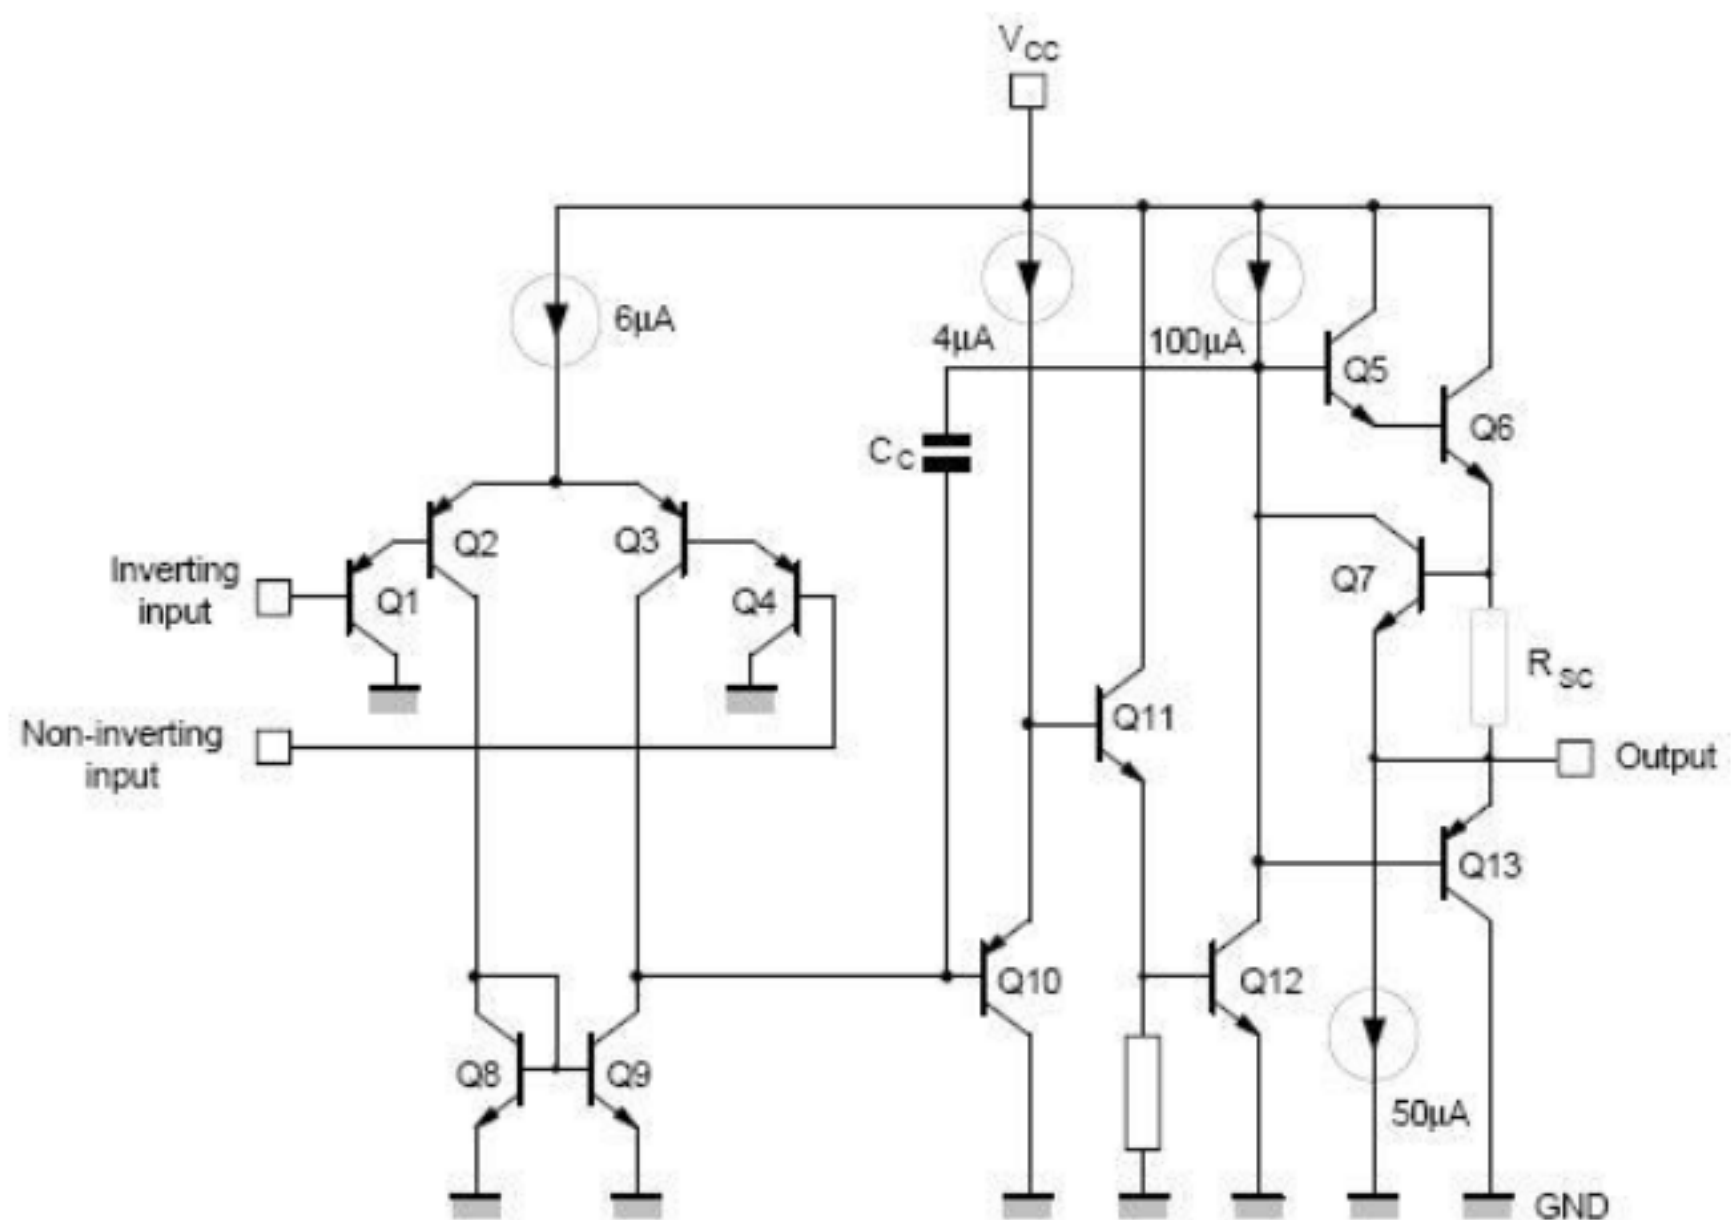 VCC
6µA
4µA
100µA
Q5
Q6
CC
Q2
Q3
Inverting
input
Q1
Q4
Q7
RSC
Non-inverting
input
Q11
Output
Q13
Q10
Q12
Q8
Q9
50µA
GND